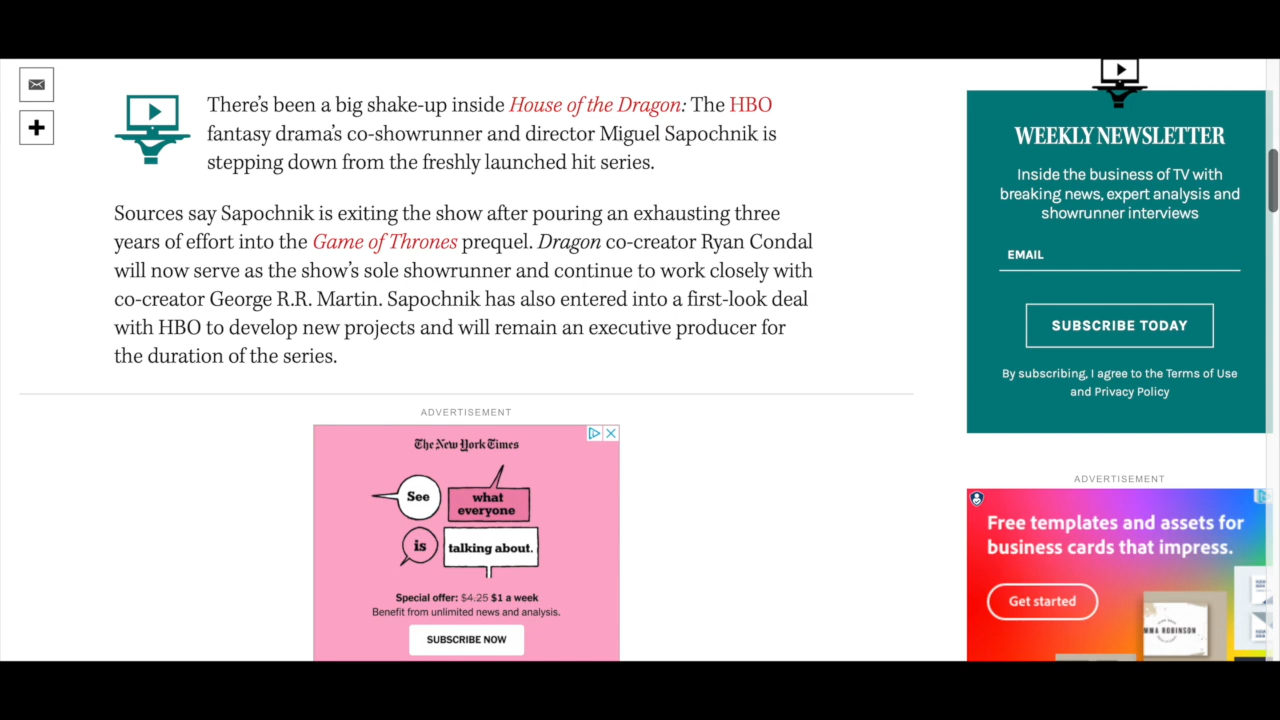 There's been a big shake-up inside House of the Dragon: The HBO
fantasy drama's co-showrunner and director Miguel Sapochnik is
stepping down from the freshly launched hit series.
Sources say Sapochnik is exiting the show after pouring an exhausting three
years of effort into the Game of Thrones prequel. Dragon co-creator Ryan Condal
will now serve as the show's sole showrunner and continue to work closely with
co-creator George R.R. Martin. Sapochnik has also entered into a first-look deal
with HBO to develop new projects and will remain an executive producer for
the duration of the series.
ADVERTISEMENT
The New York Times
See
what
everyone
is
talking about.
Special offer: $4.25 $1 a week
Benefit from unlimited news and analysis.
SUBSCRIBE NOW
WEEKLY NEWSLETTER
Inside the business of TV with
breaking news, expert analysis and
showrunner interviews
EMAIL
SUBSCRIBE TODAY
By subscribing, I agree to the Terms of Use
and Privacy Policy
ADVERTISEMENT
Free templates and assets for
business cards that impress.
Get started
MMA ROBINSON